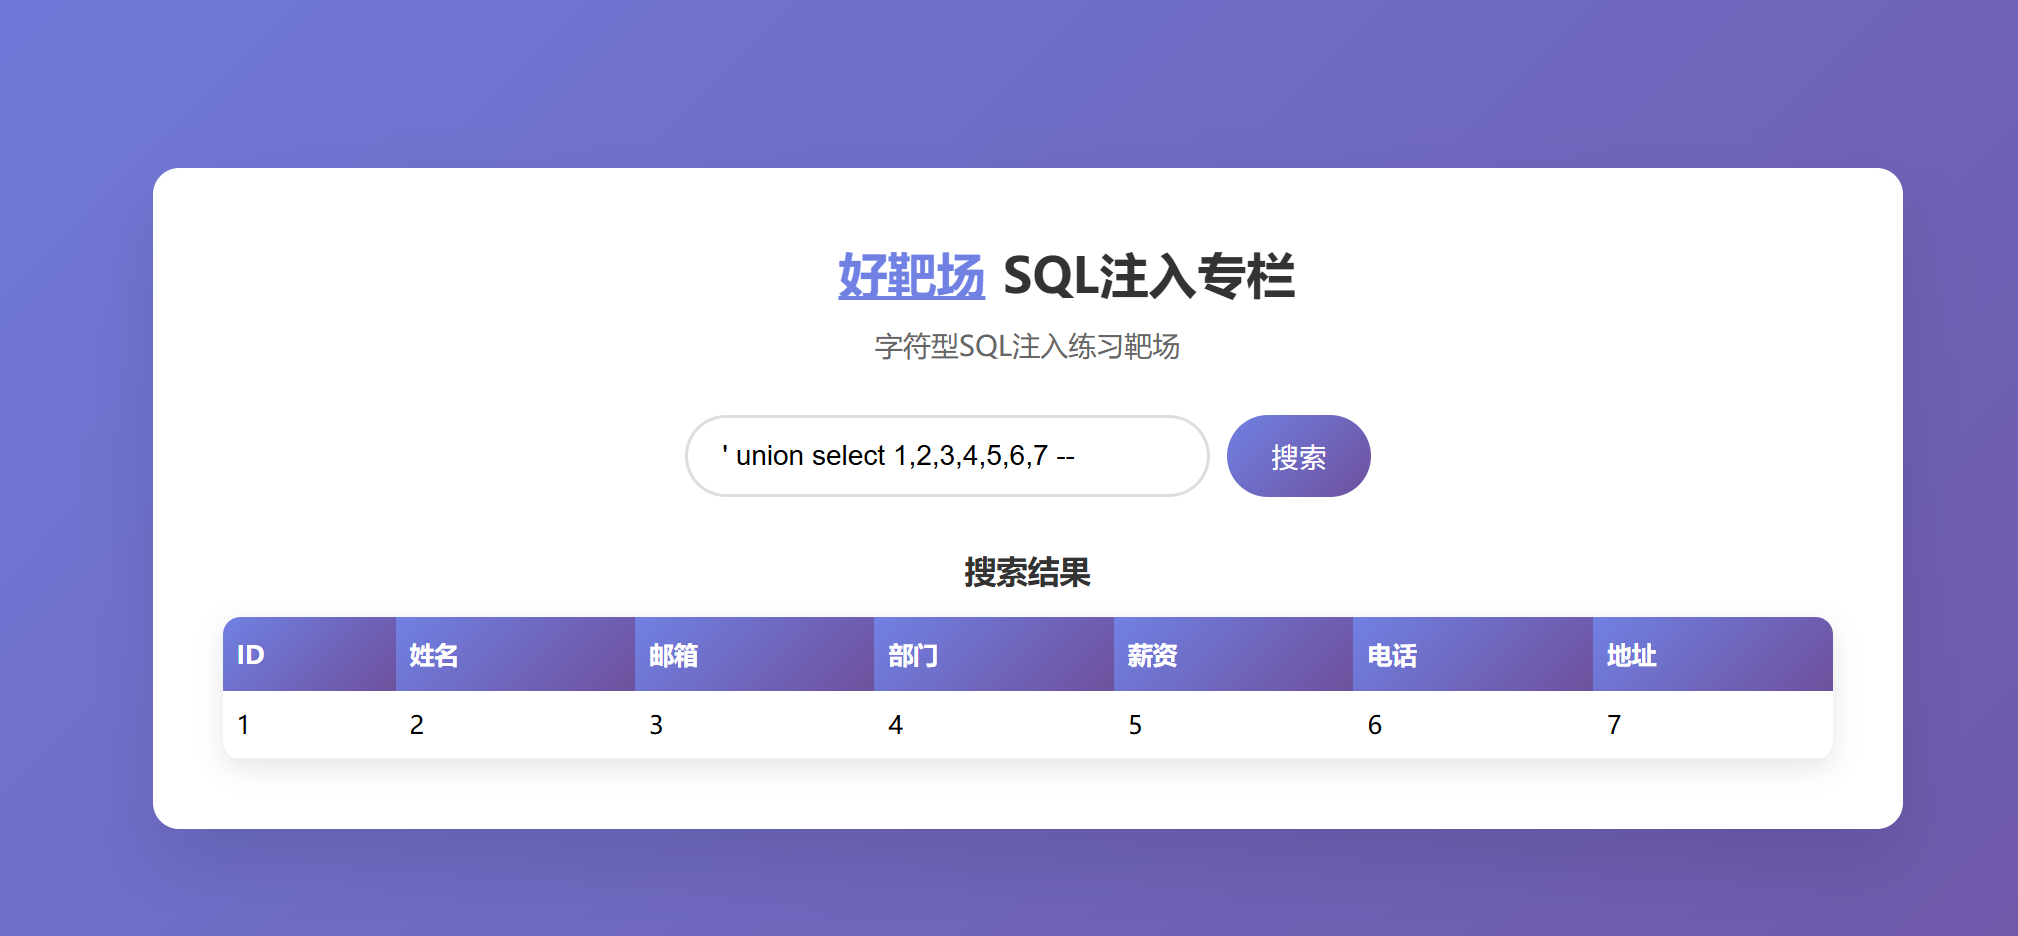 好靶场 SQL注入专栏
字符型SQL注入练习靶场
' union select 1,2,3,4,5,6,7 --
搜索
搜索结果
ID 姓名 邮箱 部门 薪资 电话 地址
1 2 3 4 5 6 7